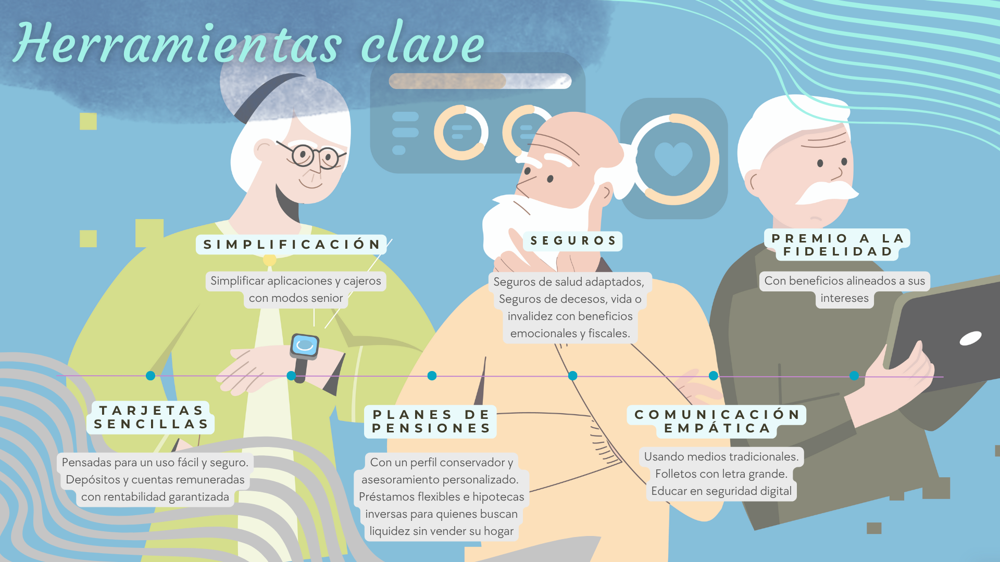 Herramientas clave
SIMPLIFICACIÓN
Simplificar aplicaciones y cajeros
con modos senior
SEGUROS
Seguros de salud adaptados,
Seguros de decesos, vida o
invalidez con beneficios
emocionales y fiscales.
PREMIO A LA
FIDELIDAD
Con beneficios alineados a sus
intereses
TARJETAS
SENCILLAS
Pensadas para un uso fácil y seguro.
Depósitos y cuentas remuneradas
con rentabilidad garantizada
PLANES DE
PENSIONES
Con un perfil conservador y
asesoramiento personalizado.
Préstamos flexibles e hipotecas
inversas para quienes buscan
liquidez sin vender su hogar
COMUNICACIÓN
EMPÁTICA
Usando medios tradicionales.
Folletos con letra grande.
Educar en seguridad digital